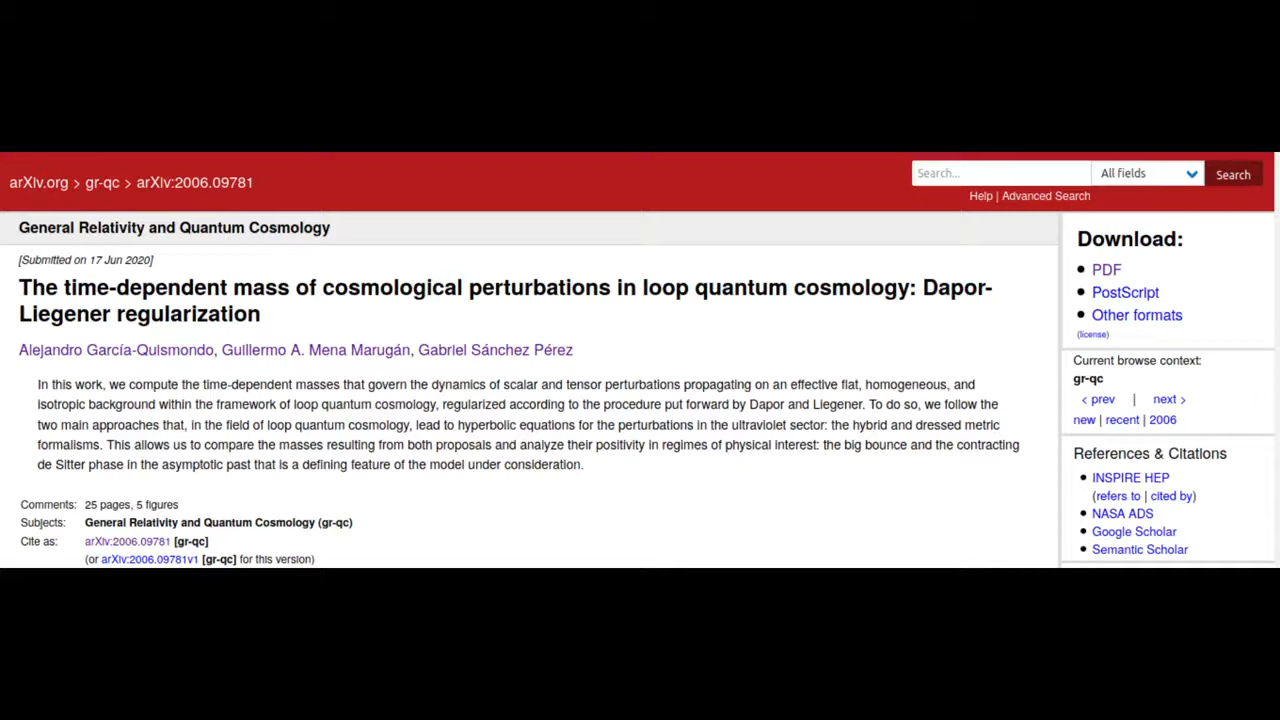 arXiv.org > gr-qc > arXiv:2006.09781
Search...
All fields
Search
Help | Advanced Search
General Relativity and Quantum Cosmology
[Submitted on 17 Jun 2020]
The time-dependent mass of cosmological perturbations in loop quantum cosmology: Dapor-
Liegener regularization
Alejandro García-Quismondo, Guillermo A. Mena Marugán, Gabriel Sánchez Pérez
In this work, we compute the time-dependent masses that govern the dynamics of scalar and tensor perturbations propagating on an effective flat, homogeneous, and
isotropic background within the framework of loop quantum cosmology, regularized according to the procedure put forward by Dapor and Liegener. To do so, we follow the
two main approaches that, in the field of loop quantum cosmology, lead to hyperbolic equations for the perturbations in the ultraviolet sector: the hybrid and dressed metric
formalisms. This allows us to compare the masses resulting from both proposals and analyze their positivity in regimes of physical interest: the big bounce and the contracting
de Sitter phase in the asymptotic past that is a defining feature of the model under consideration.
Comments: 25 pages, 5 figures
Subjects: General Relativity and Quantum Cosmology (gr-qc)
Cite as: arXiv:2006.09781 [gr-qc]
(or arXiv:2006.09781v1 [gr-qc] for this version)
Download:
• PDF
• PostScript
• Other formats
(license)
Current browse context:
gr-qc
< prev | next >
new | recent | 2006
References & Citations
• INSPIRE HEP
(refers to | cited by)
• NASA ADS
• Google Scholar
• Semantic Scholar